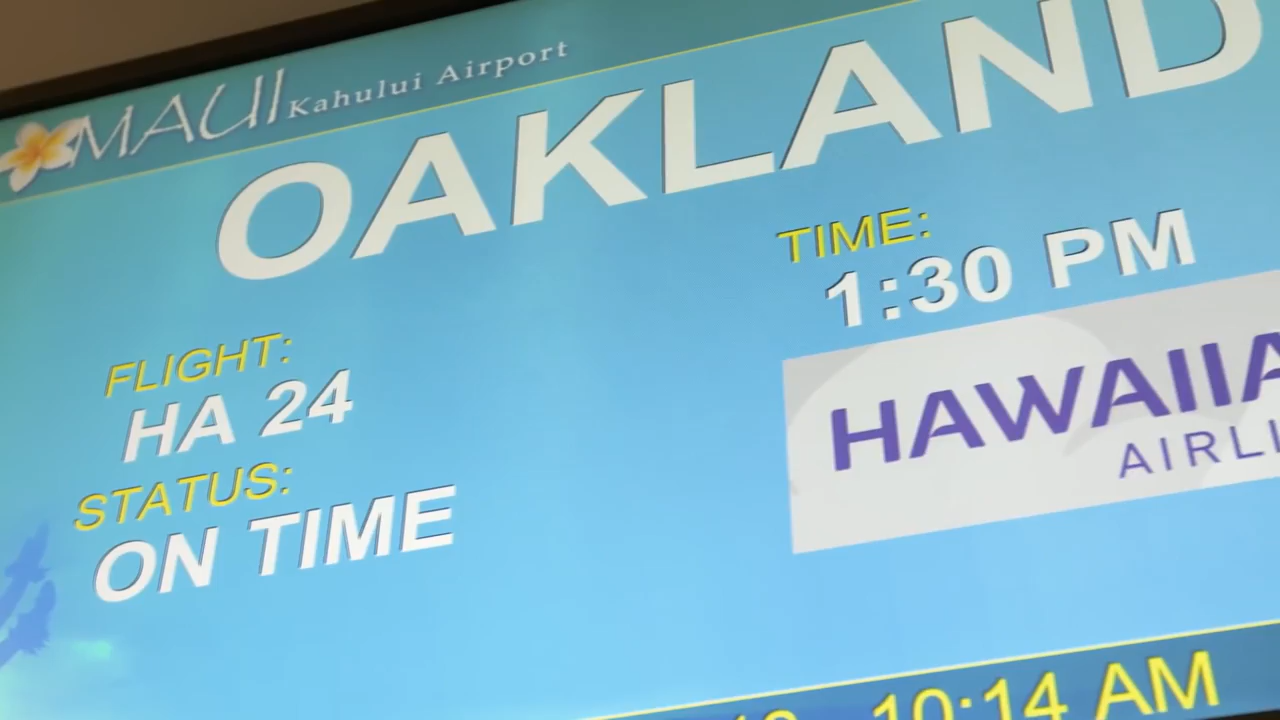 MAUI Kahului Airport
OAKLAND
TIME:
1:30 PM
FLIGHT:
HA 24
STATUS:
ON TIME
10:14 AM